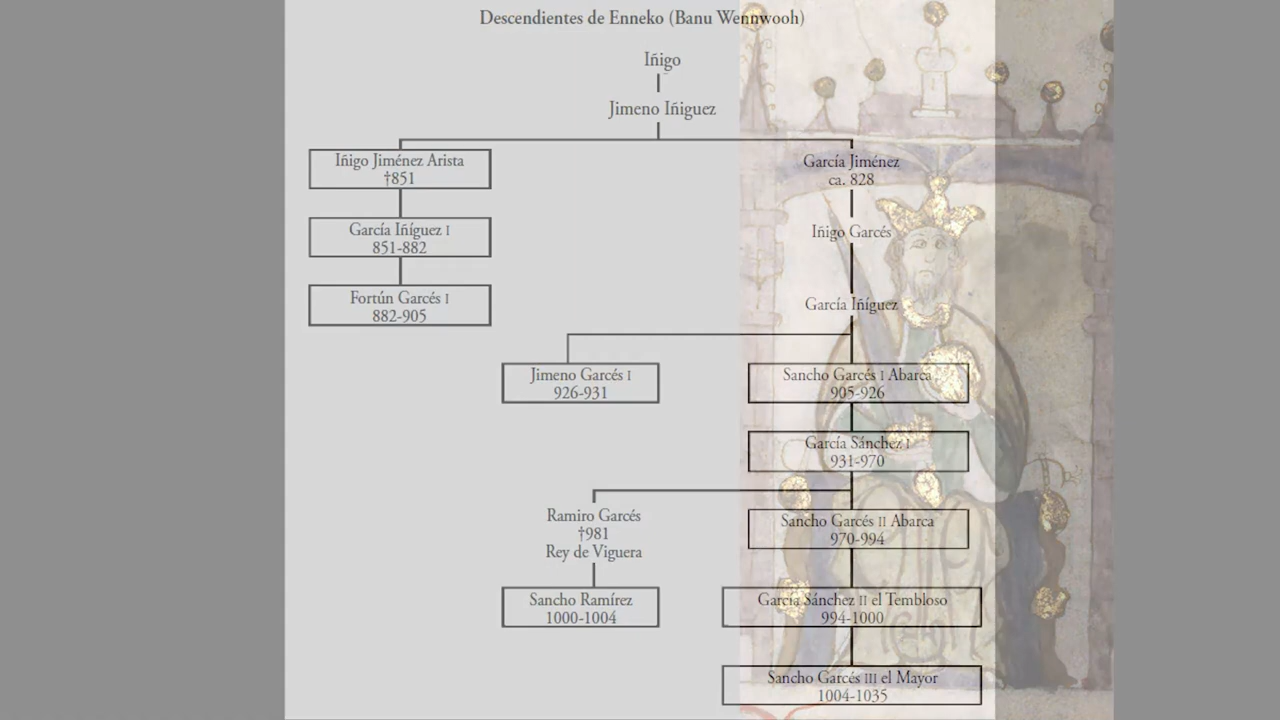 Descendientes de Enneko (Banu Wennwooh)
Iñigo
Jimeno Iñiguez
Iñigo Jiménez Arista
†851
García Jiménez
ca. 828
García Iñíguez I
851-882
Iñigo Garcés
Fortún Garcés I
882-905
García Iñíguez
Jimeno Garcés I
926-931
Sancho Garcés I Abarca
905-926
García Sánchez I
931-970
Ramiro Garcés
†981
Rey de Viguera
Sancho Garcés II Abarca
970-994
Sancho Ramírez
1000-1004
García Sánchez II el Tembloso
994-1000
Sancho Garcés III el Mayor
1004-1035